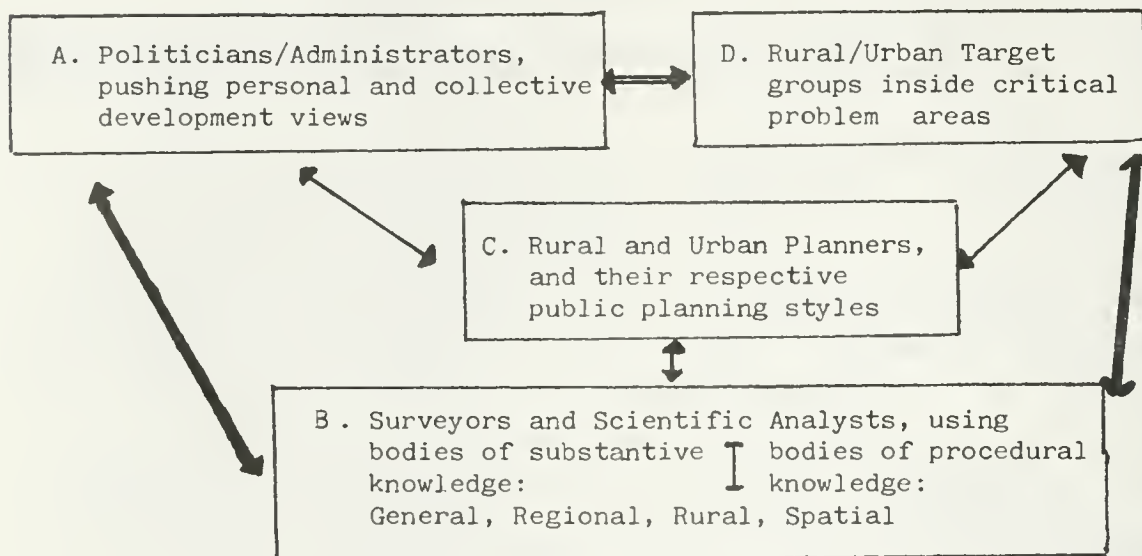 A. Politicians/Administrators,
pushing personal and collective
development views
D. Rural/Urban Target
groups inside critical
problem areas
C. Rural and Urban Planners,
and their respective
public planning styles
B. Surveyors and Scientific Analysts, using
bodies of substantive bodies of procedural
knowledge: knowledge:
General, Regional, Rural, Spatial